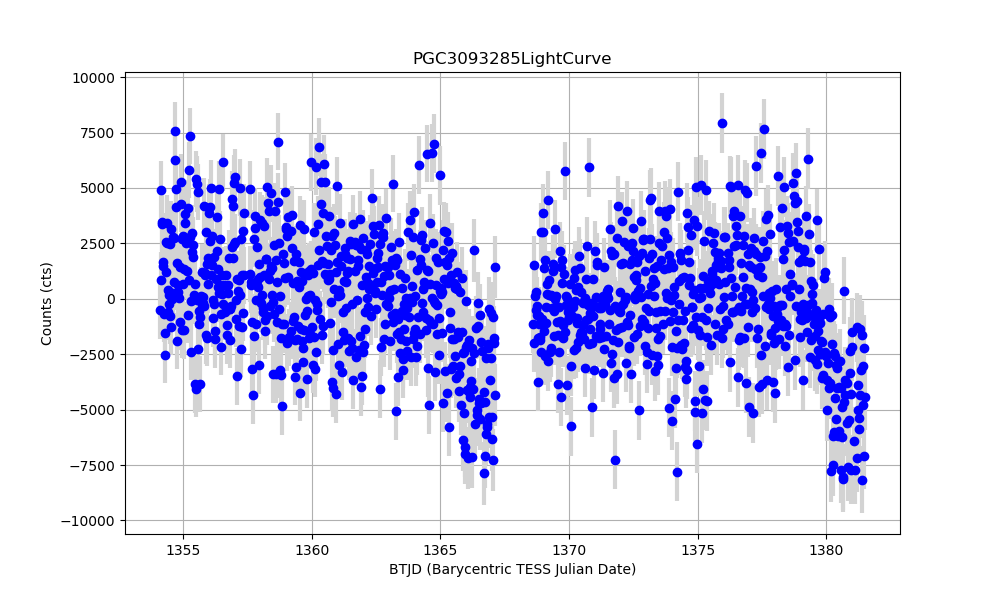 PGC3093285LightCurve
10000
7500
5000
2500
0
−2500
−5000
−7500
−10000
Counts (cts)
1355 1360 1365 1370 1375 1380
BTJD (Barycentric TESS Julian Date)